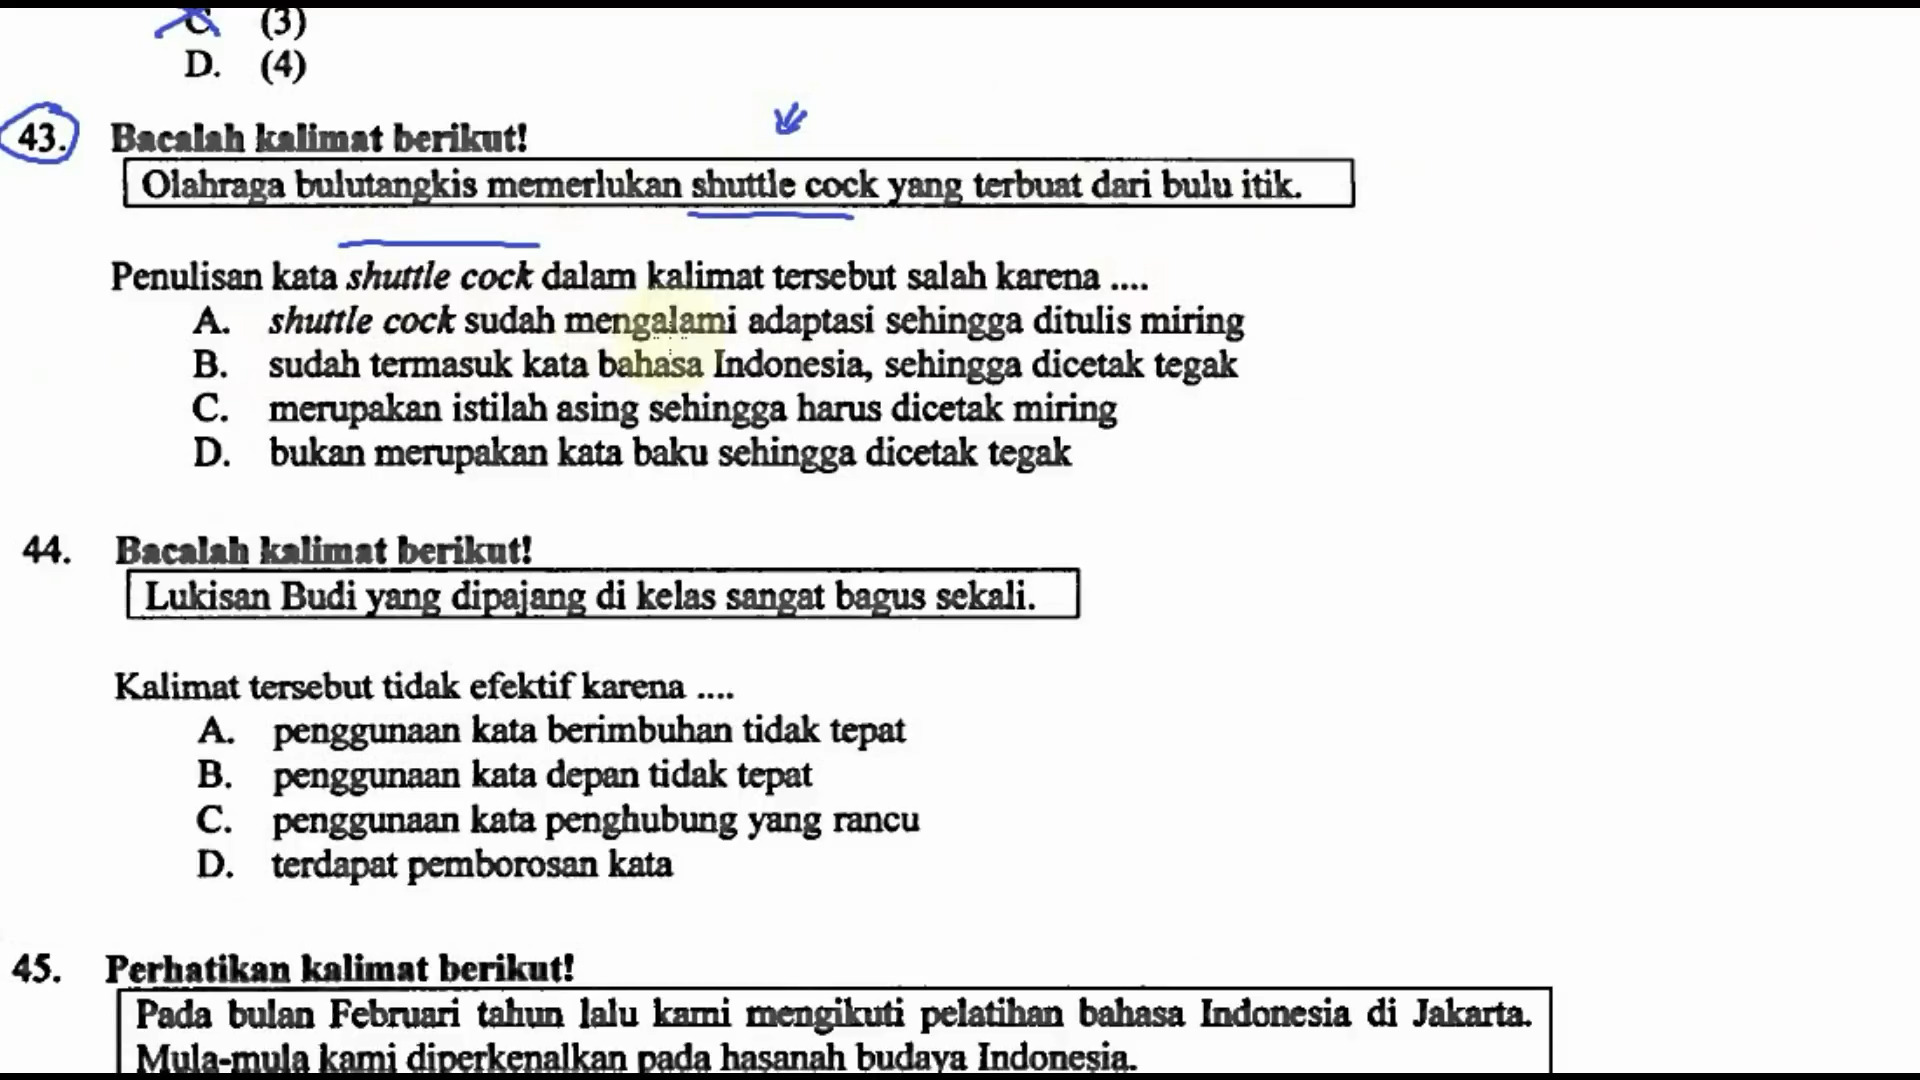 C (3)
D. (4)
43. Bacalah kalimat berikut!
Olahraga bulutangkis memerlukan shuttle cock yang terbuat dari bulu itik.
Penulisan kata shuttle cock dalam kalimat tersebut salah karena ....
A. shuttle cock sudah mengalami adaptasi sehingga ditulis miring
B. sudah termasuk kata bahasa Indonesia, sehingga dicetak tegak
C. merupakan istilah asing sehingga harus dicetak miring
D. bukan merupakan kata baku sehingga dicetak tegak
44. Bacalah kalimat berikut!
Lukisan Budi yang dipajang di kelas sangat bagus sekali.
Kalimat tersebut tidak efektif karena ....
A. penggunaan kata berimbuhan tidak tepat
B. penggunaan kata depan tidak tepat
C. penggunaan kata penghubung yang rancu
D. terdapat pemborosan kata
45. Perhatikan kalimat berikut!
Pada bulan Februari tahun lalu kami mengikuti pelatihan bahasa Indonesia di Jakarta.
Mula-mula kami diperkenalkan pada hasanah budaya Indonesia.